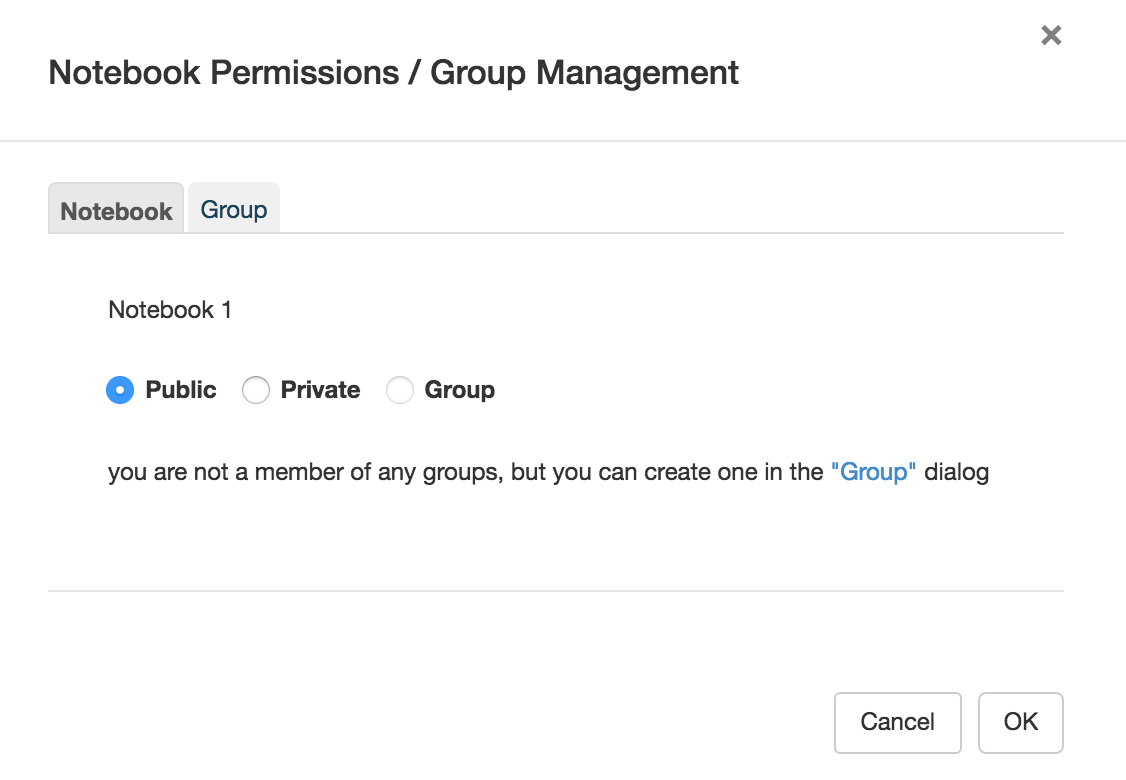 Notebook Permissions / Group Management
Notebook
Group
Notebook 1
Public Private Group
you are not a member of any groups, but you can create one in the "Group" dialog
Cancel OK